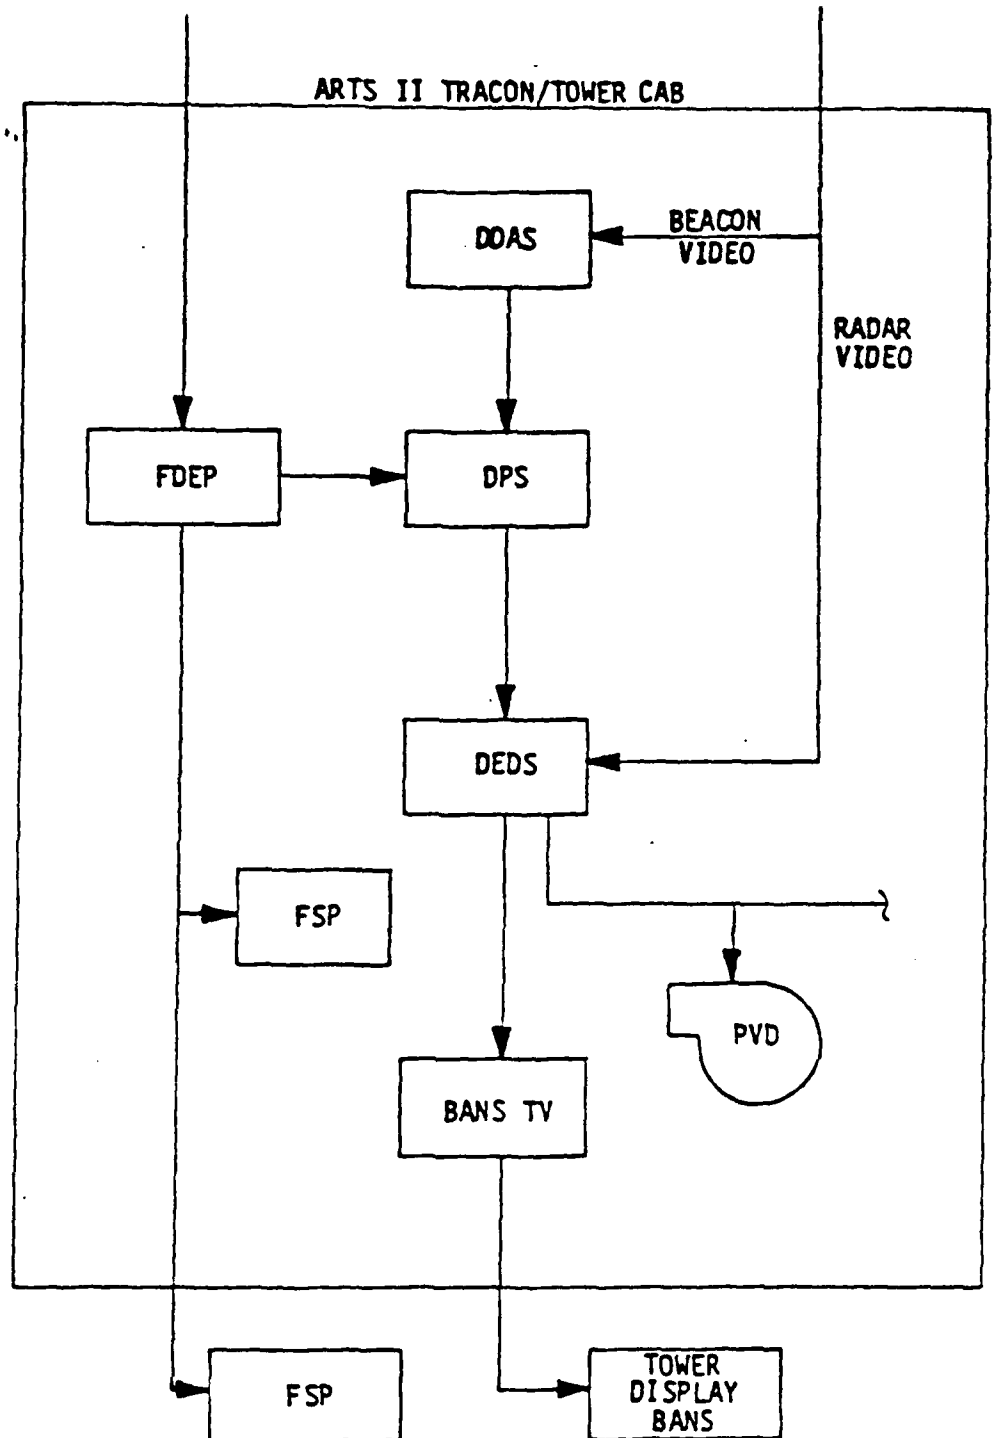 ARTS II TRACON/TOWER CAB
DOAS
BEACON
VIDEO
RADAR
VIDEO
FDEP
DPS
DEDS
FSP
PVD
BANS TV
FSP
TOWER
DISPLAY
BANS